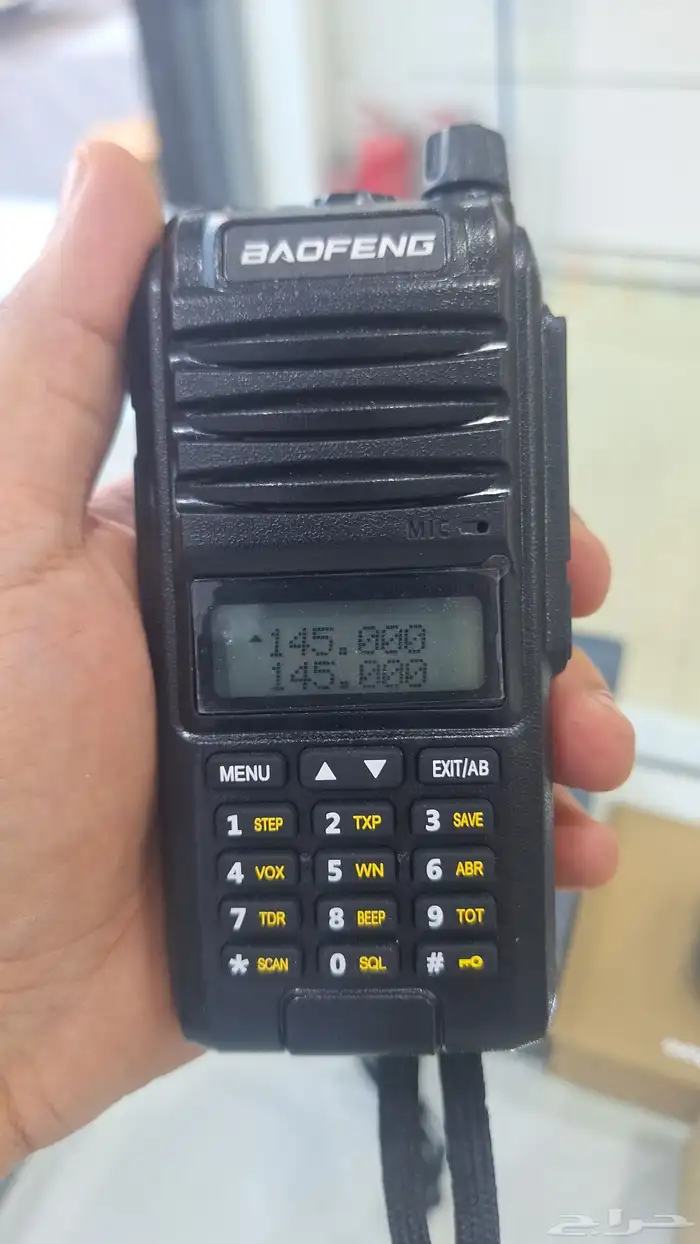 BAOFENG
MIC
145.000
145.000
MENU ▲ ▼ EXIT/AB
1 STEP 2 TXP 3 SAVE
4 VOX 5 WN 6 ABR
7 TDR 8 BEEP 9 TOT
* SCAN 0 SQL #
حراج